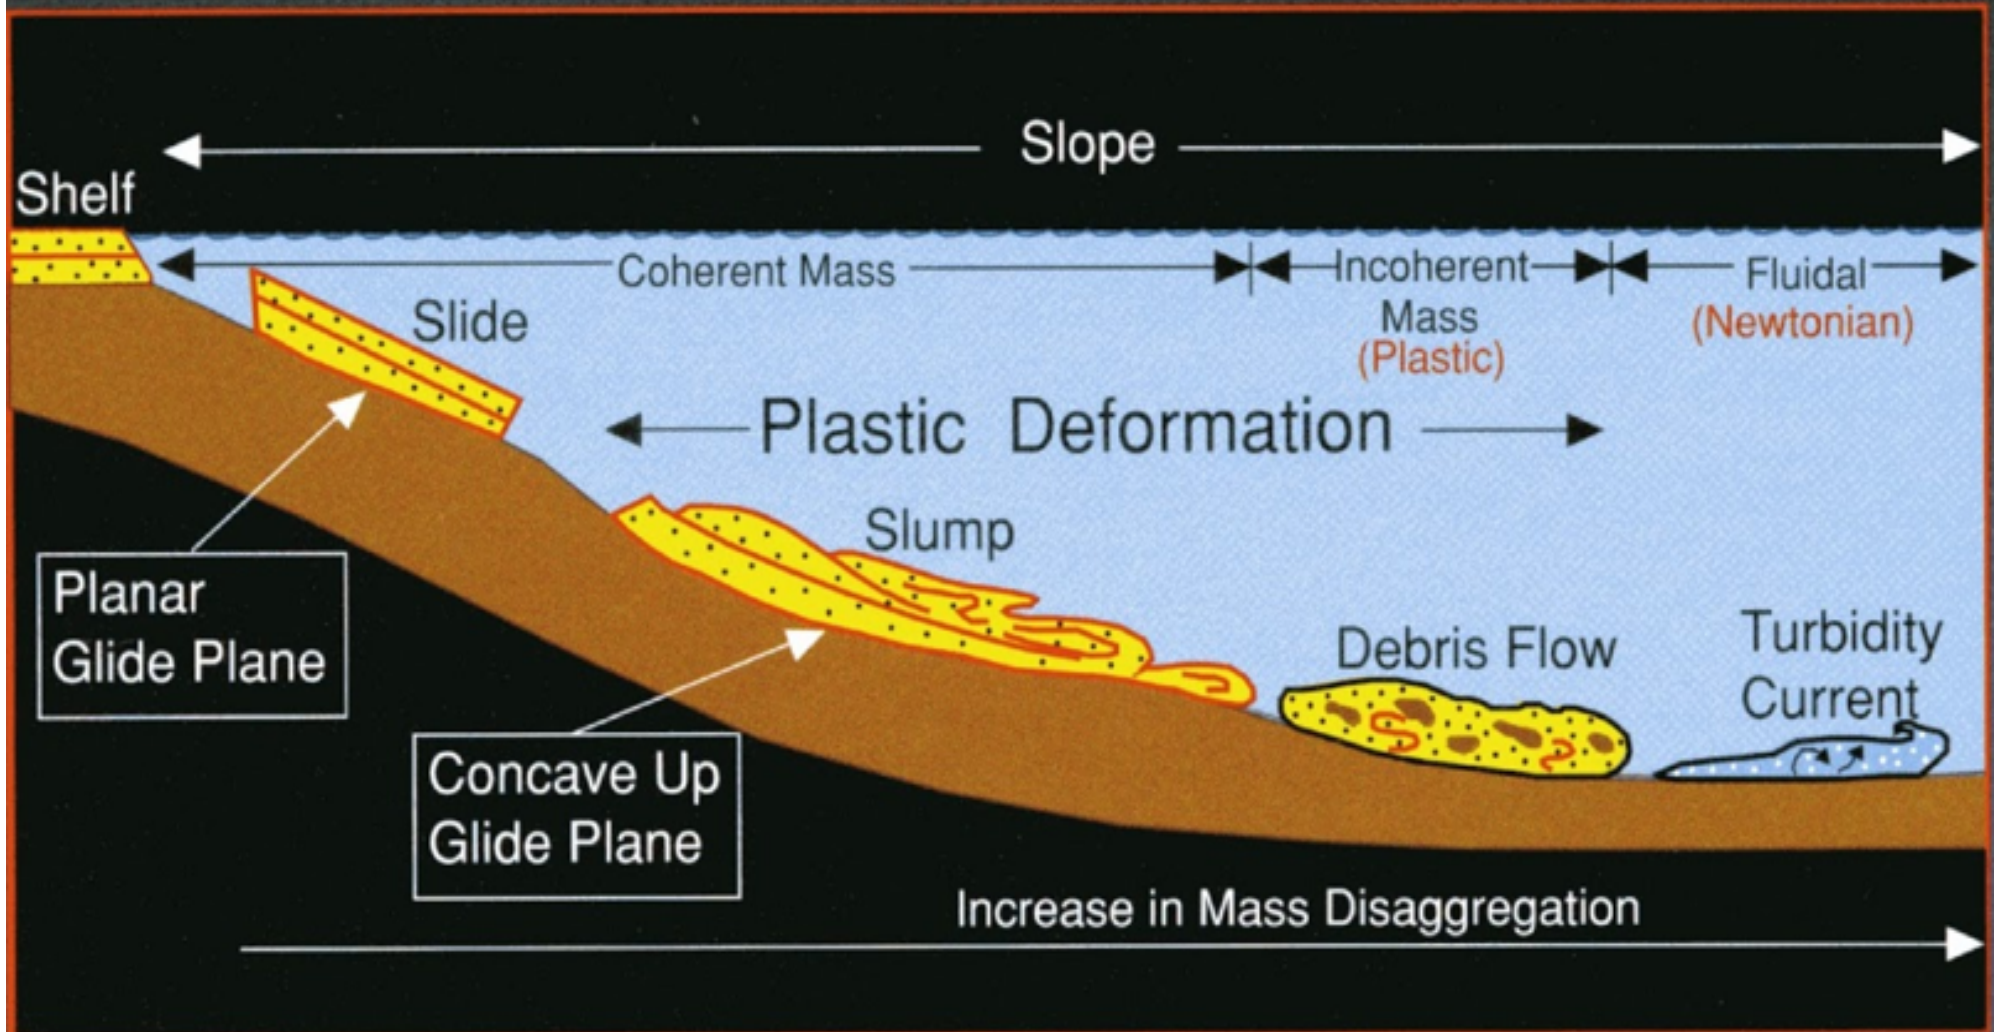 Slope
Shelf
Coherent Mass
Incoherent
Mass
(Plastic)
Fluidal
(Newtonian)
Slide
Plastic Deformation
Slump
Planar
Glide Plane
Debris Flow
Turbidity
Current
Concave Up
Glide Plane
Increase in Mass Disaggregation